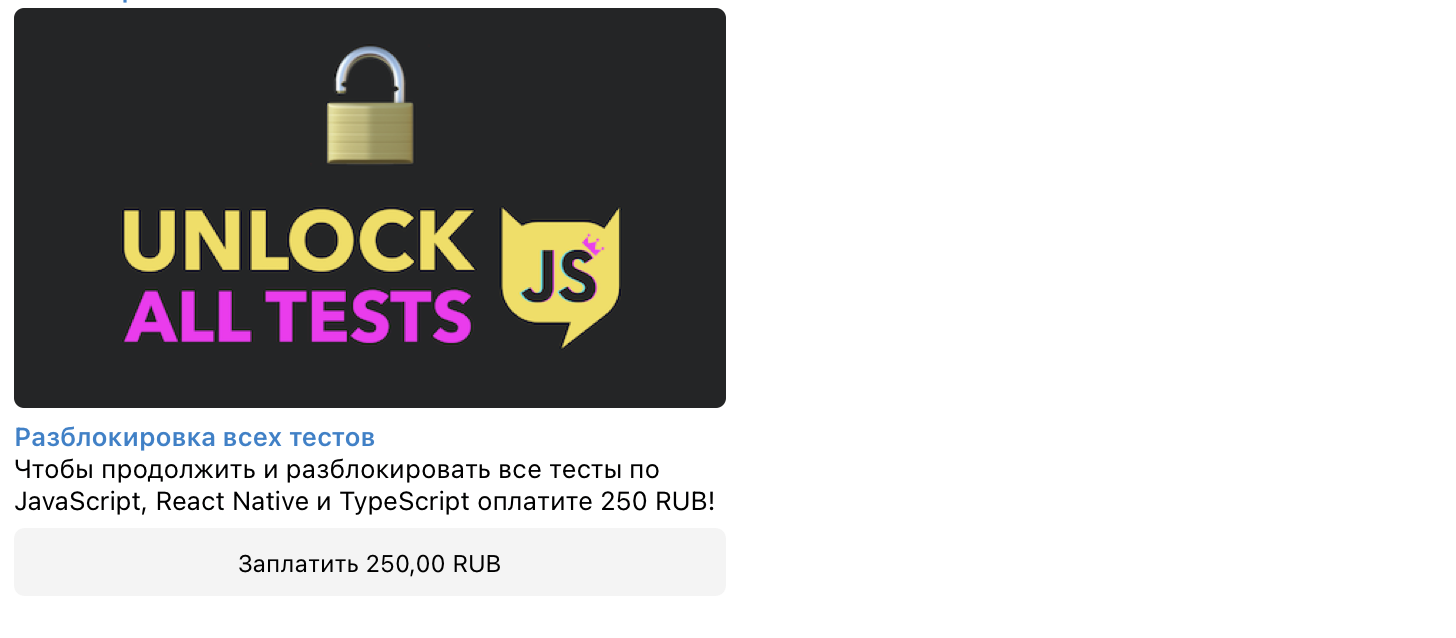 UNLOCK
ALL TESTS
JS
Разблокировка всех тестов
Чтобы продолжить и разблокировать все тесты по
JavaScript, React Native и TypeScript оплатите 250 RUB!
Заплатить 250,00 RUB